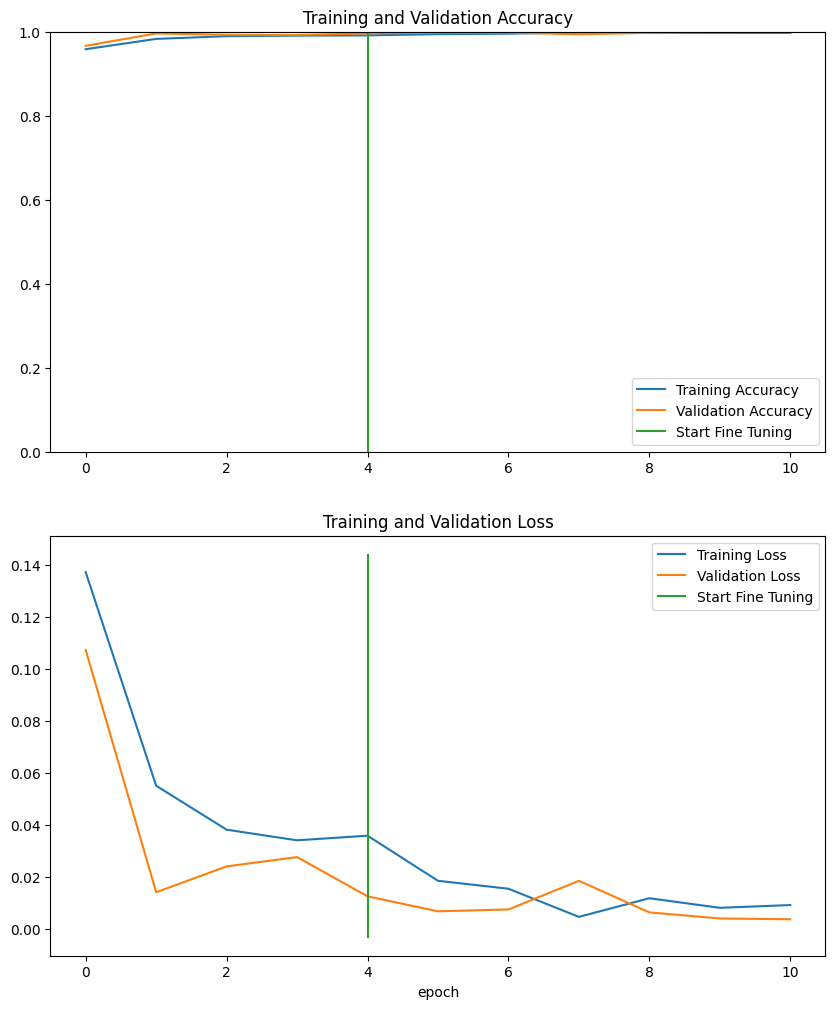 Training and Validation Accuracy
1.0
0.8
0.6
0.4
0.2
0.0
Training Accuracy
Validation Accuracy
Start Fine Tuning
0 2 4 6 8 10
Training and Validation Loss
0.14
0.12
0.10
0.08
0.06
0.04
0.02
0.00
Training Loss
Validation Loss
Start Fine Tuning
0 2 4 6 8 10
epoch